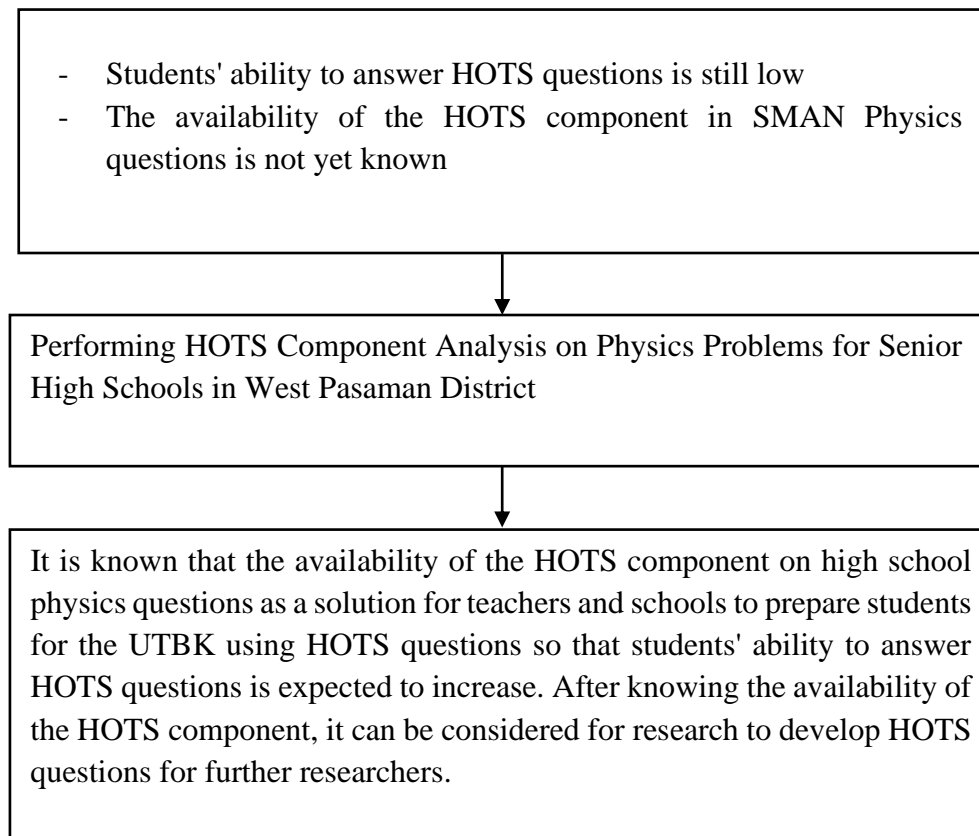 - Students' ability to answer HOTS questions is still low
- The availability of the HOTS component in SMAN Physics
questions is not yet known
Performing HOTS Component Analysis on Physics Problems for Senior
High Schools in West Pasaman District
It is known that the availability of the HOTS component on high school
physics questions as a solution for teachers and schools to prepare students
for the UTBK using HOTS questions so that students' ability to answer
HOTS questions is expected to increase. After knowing the availability of
the HOTS component, it can be considered for research to develop HOTS
questions for further researchers.